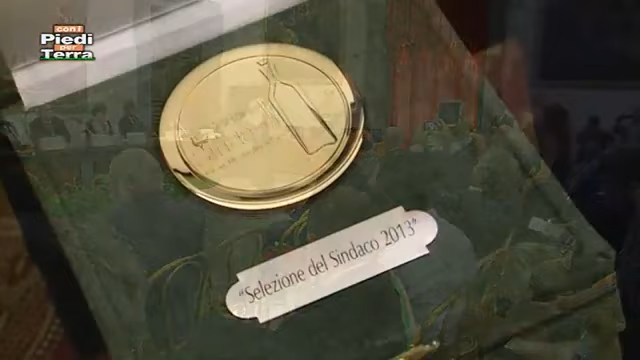 con i
Piedi
per
Terra
"Selezione del Sindaco 2013"